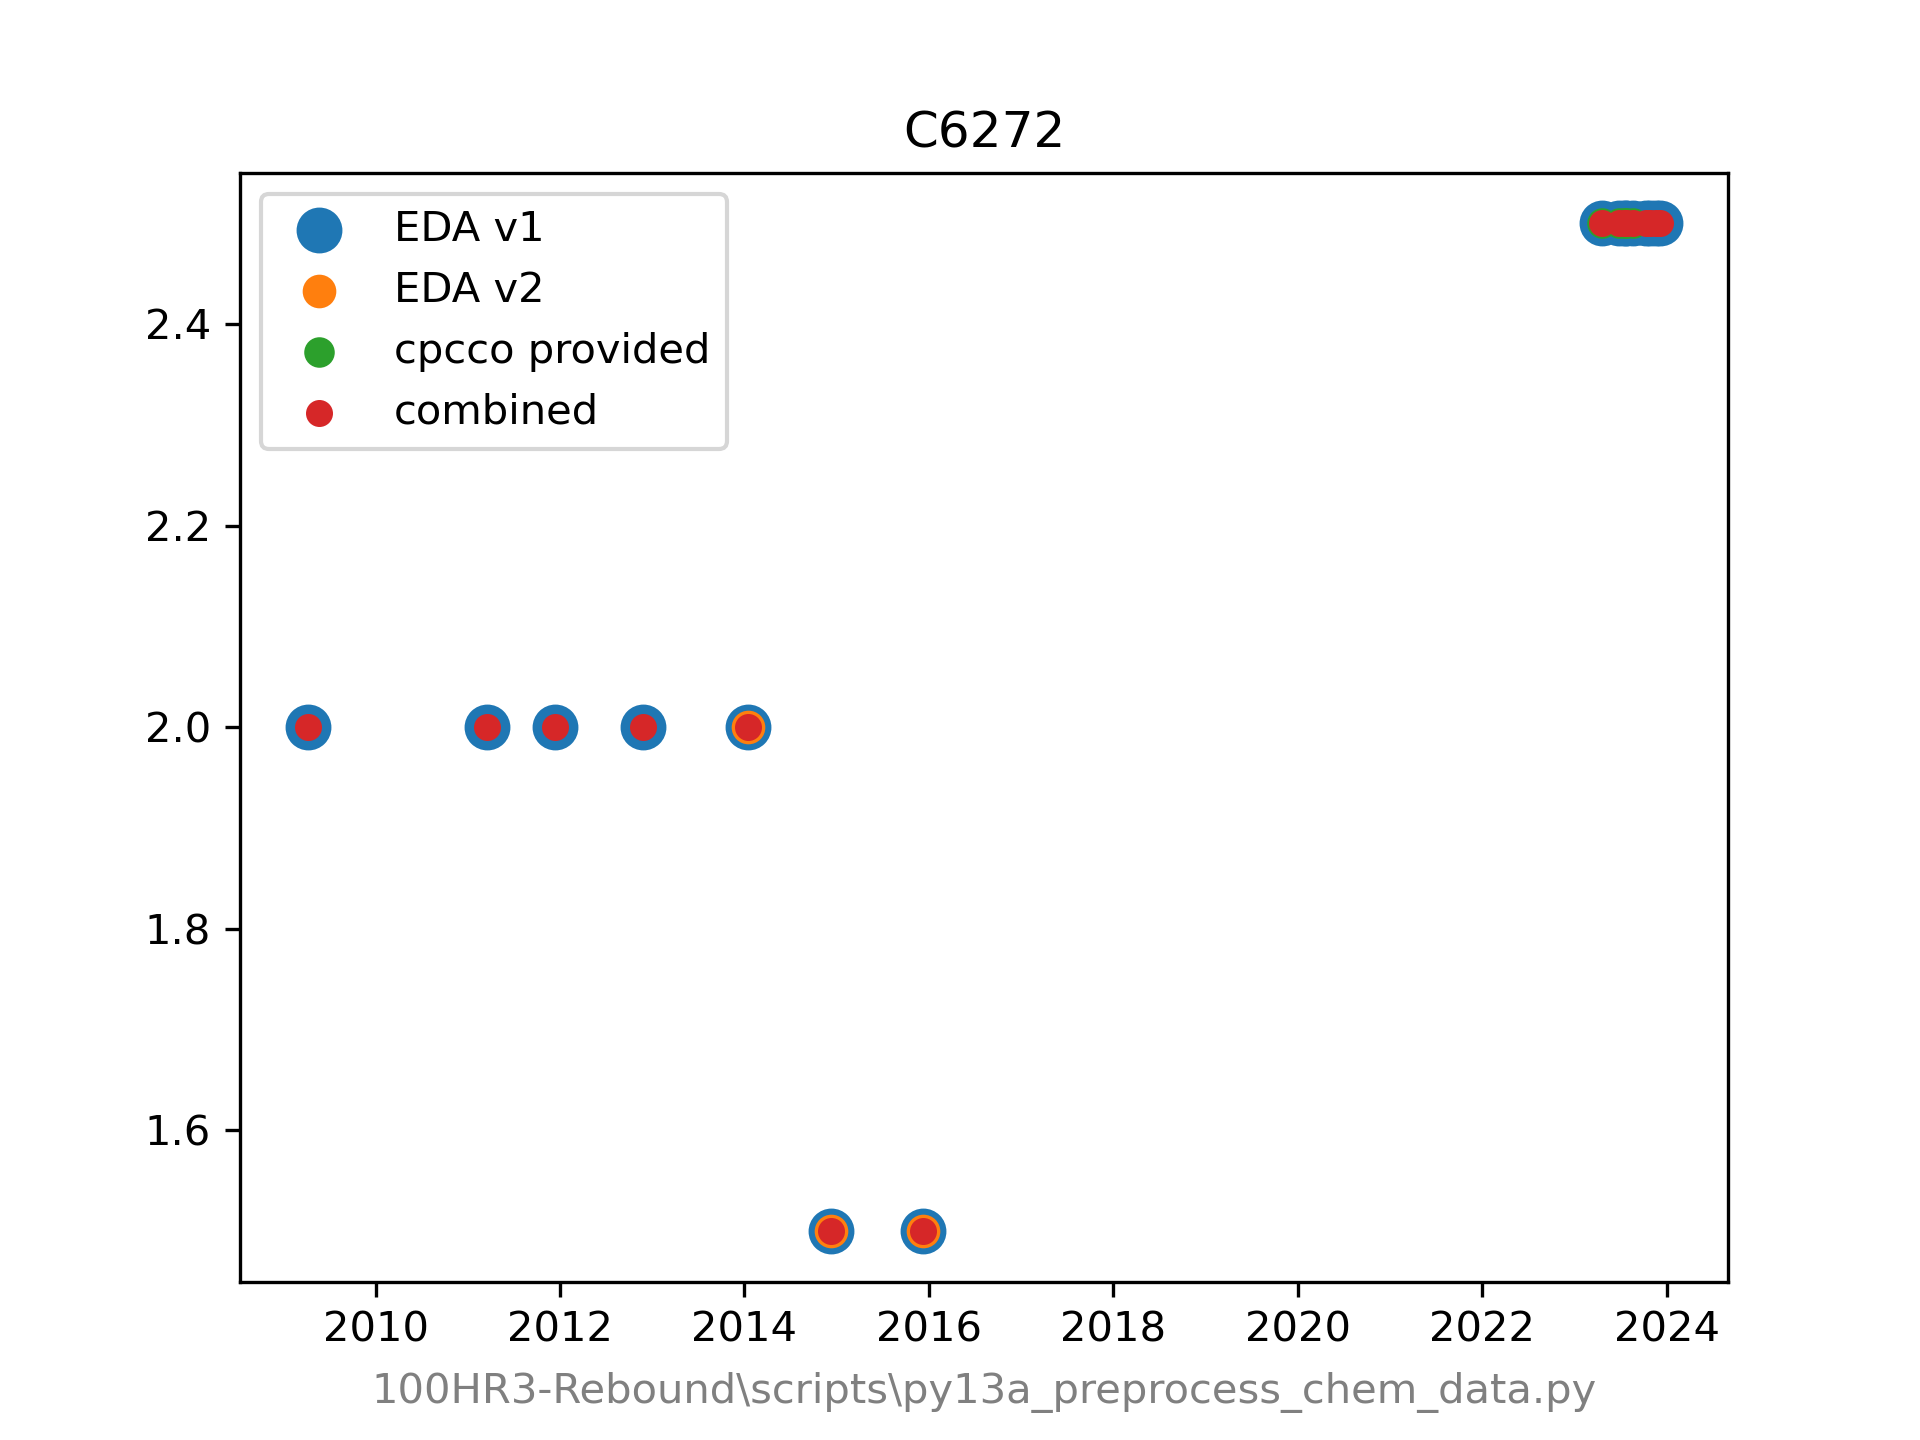 C6272
EDA v1
EDA v2
cpcco provided
combined
2.4
2.2
2.0
1.8
1.6
2010 2012 2014 2016 2018 2020 2022 2024
100HR3-Rebound\scripts\py13a_preprocess_chem_data.py